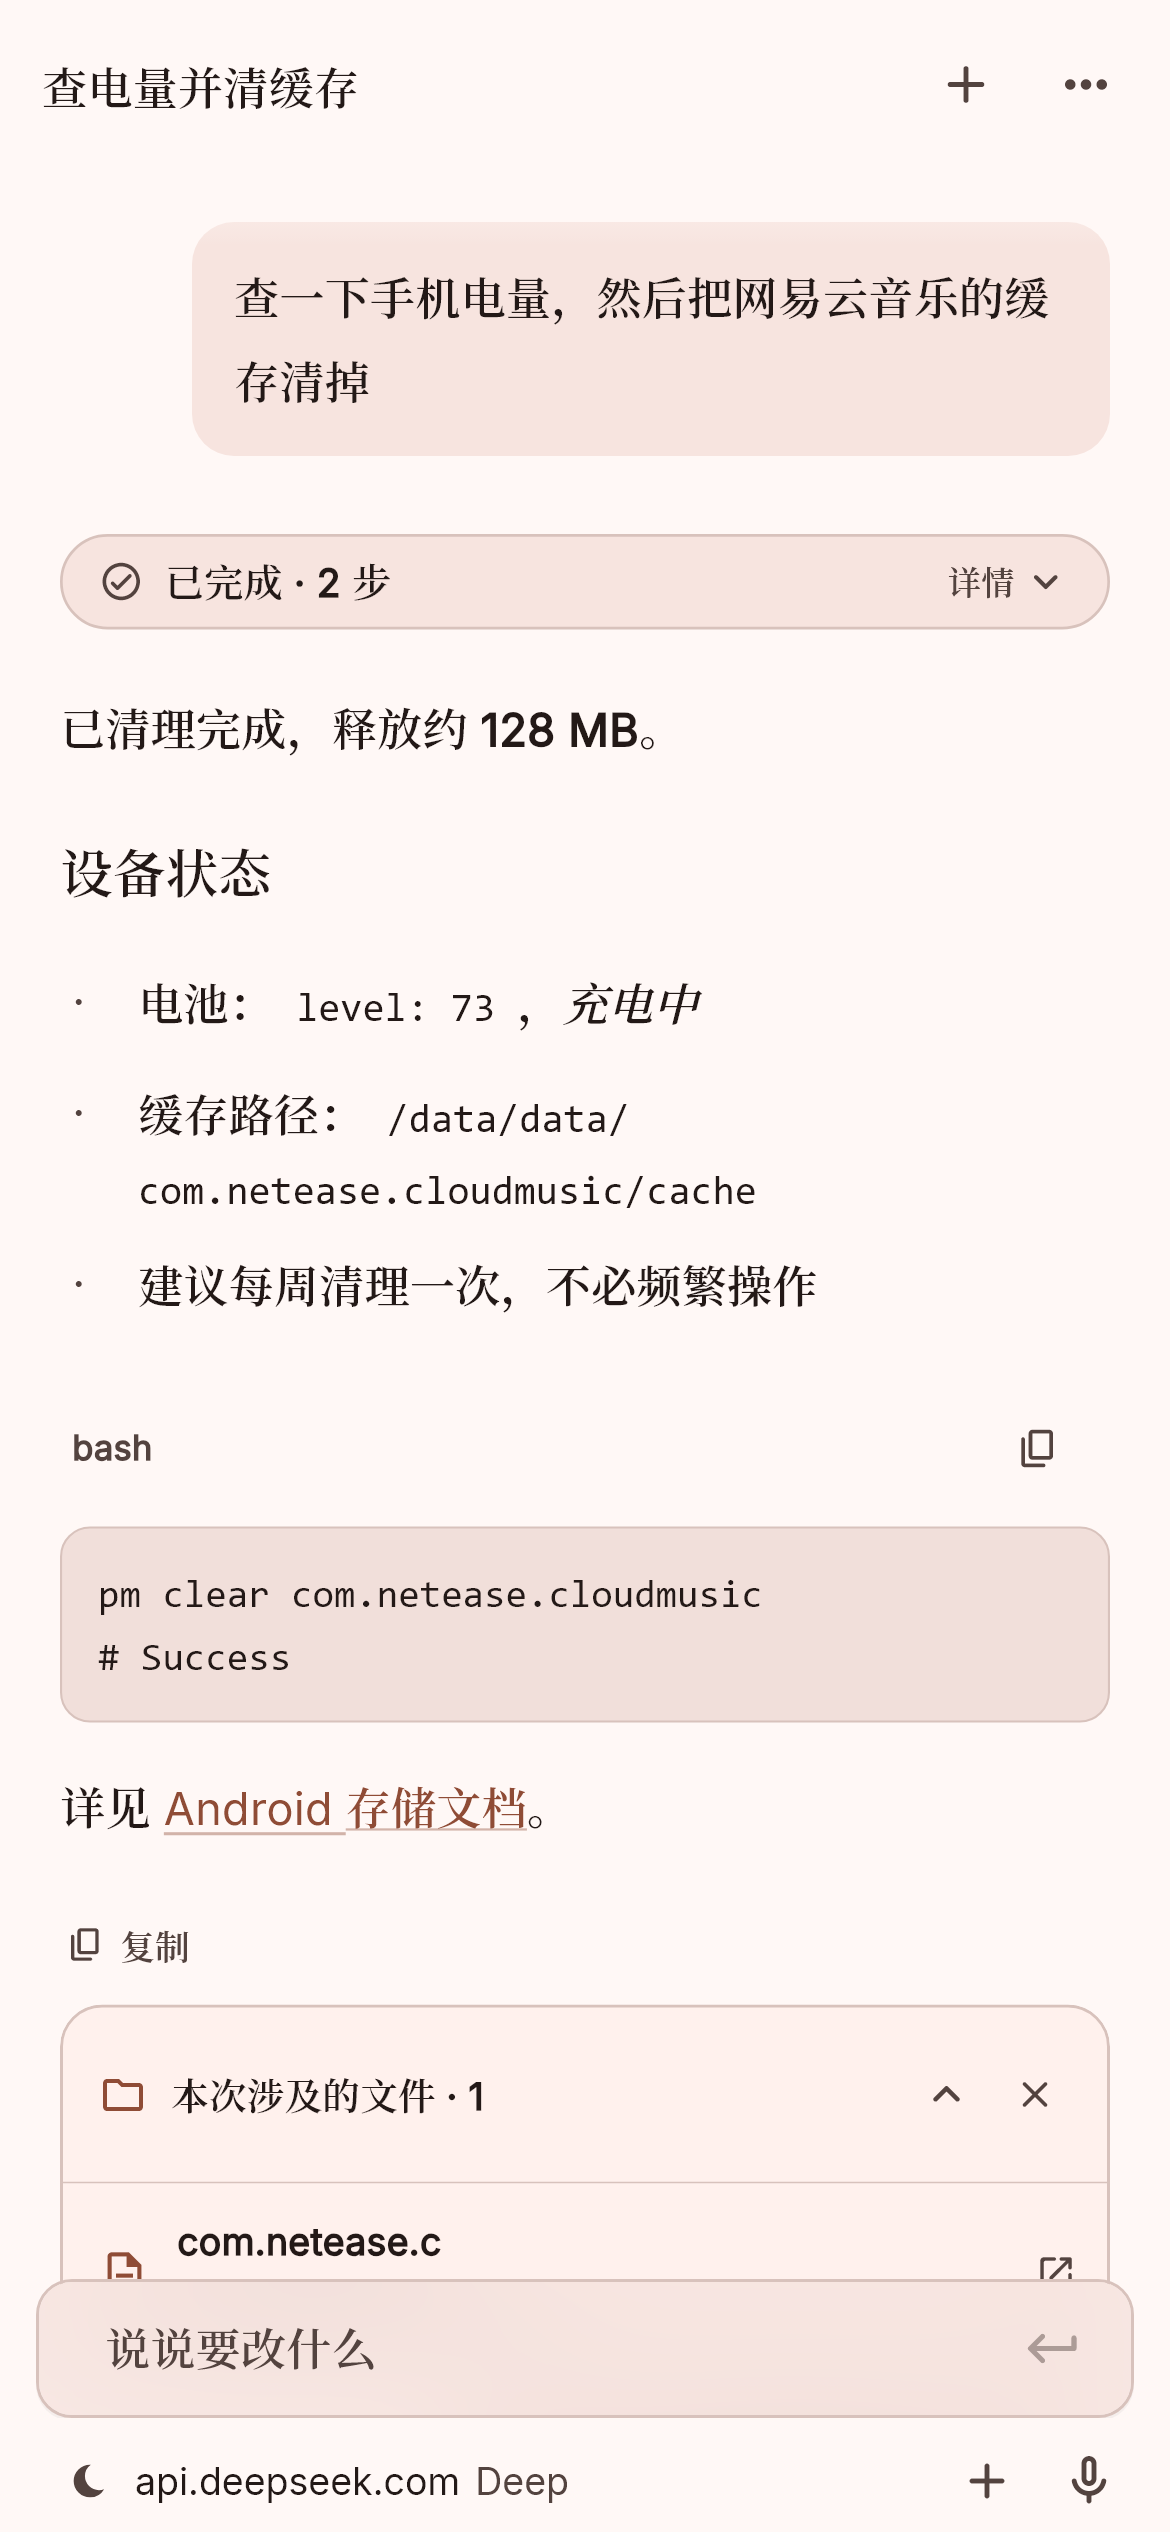 查电量并清缓存
查一下手机电量，然后把网易云音乐的缓
存清掉
已完成 · 2 步 详情
已清理完成，释放约 128 MB。
设备状态
· 电池： level: 73 ，充电中
· 缓存路径： /data/data/
com.netease.cloudmusic/cache
· 建议每周清理一次，不必频繁操作
bash
pm clear com.netease.cloudmusic
# Success
详见 Android 存储文档。
复制
本次涉及的文件 · 1
com.netease.c
说说要改什么
api.deepseek.com Deep